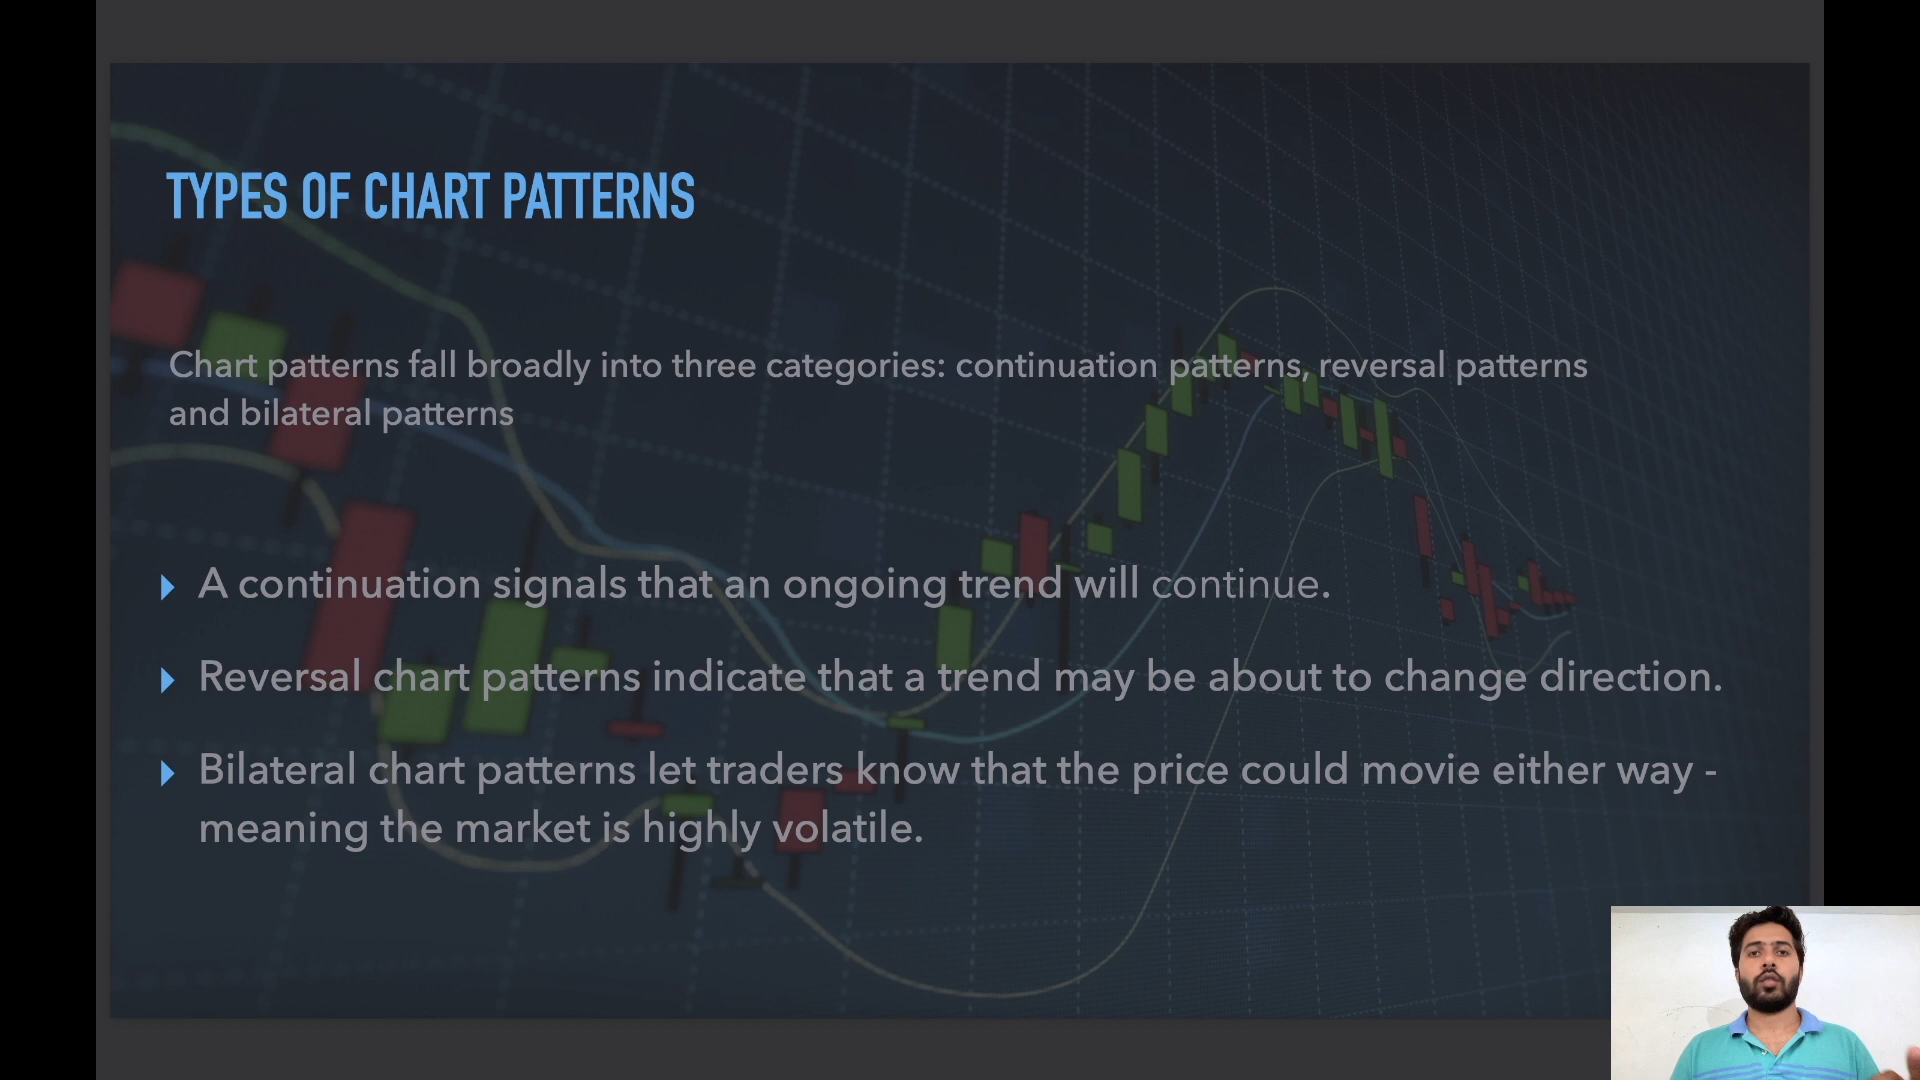 TYPES OF CHART PATTERNS
Chart patterns fall broadly into three categories: continuation patterns, reversal patterns
and bilateral patterns
A continuation signals that an ongoing trend will continue.
Reversal chart patterns indicate that a trend may be about to change direction.
Bilateral chart patterns let traders know that the price could movie either way -
meaning the market is highly volatile.